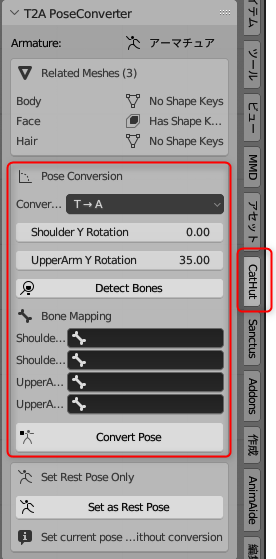 T2A PoseConverter
Armature: アーマチュア
Related Meshes (3)
Body No Shape Keys
Face Has Shape K...
Hair No Shape Keys
Pose Conversion
Conver... T → A
Shoulder Y Rotation 0.00
UpperArm Y Rotation 35.00
Detect Bones
Bone Mapping
Shoulde...
Shoulde...
UpperA...
UpperA...
Convert Pose
Set Rest Pose Only
Set as Rest Pose
Set current pose ...ithout conversion
イテム
ツール
ビュー
MMD
アセット
CatHut
Sanctus
Addons
作成
AnimAide
編集